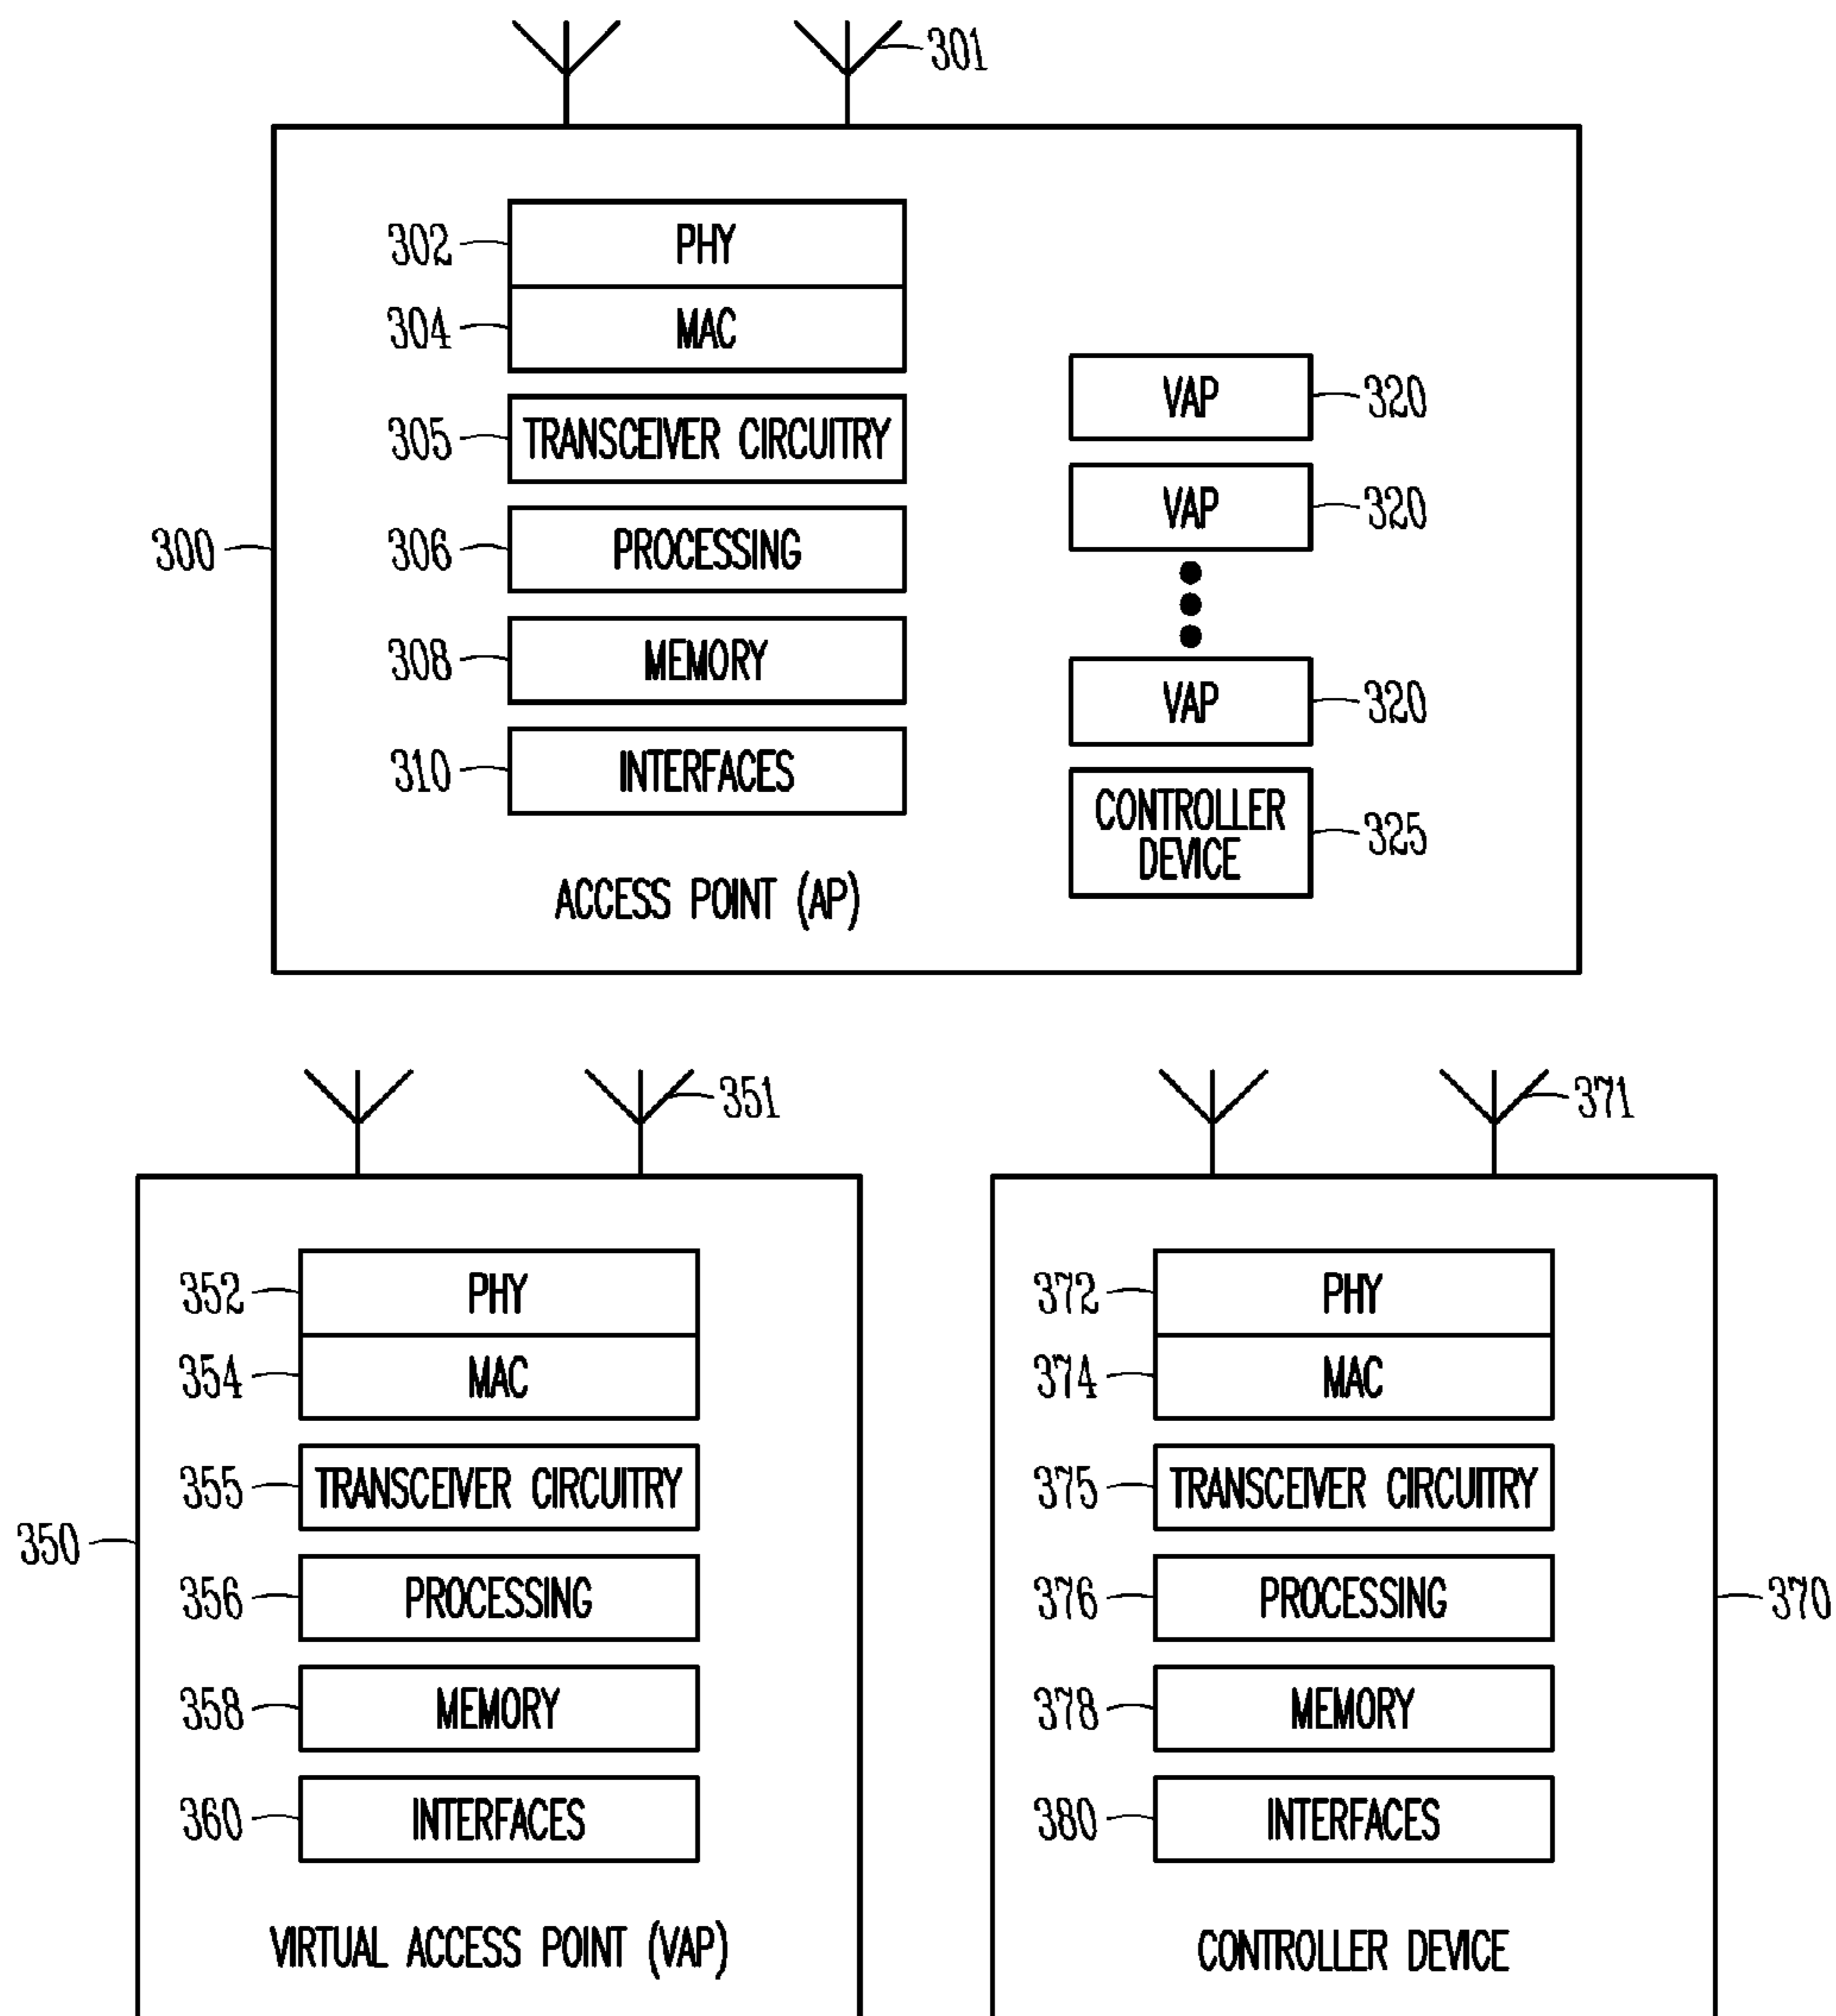 301
302 PHY
304 MAC
305 TRANSCEIVER CIRCUITRY
306 PROCESSING
308 MEMORY
310 INTERFACES
300
VAP 320
VAP 320
VAP 320
CONTROLLER
DEVICE
325
ACCESS POINT (AP)
351
352 PHY
354 MAC
355 TRANSCEIVER CIRCUITRY
356 PROCESSING
358 MEMORY
360 INTERFACES
350
VIRTUAL ACCESS POINT (VAP)
371
372 PHY
374 MAC
375 TRANSCEIVER CIRCUITRY
376 PROCESSING
378 MEMORY
380 INTERFACES
370
CONTROLLER DEVICE